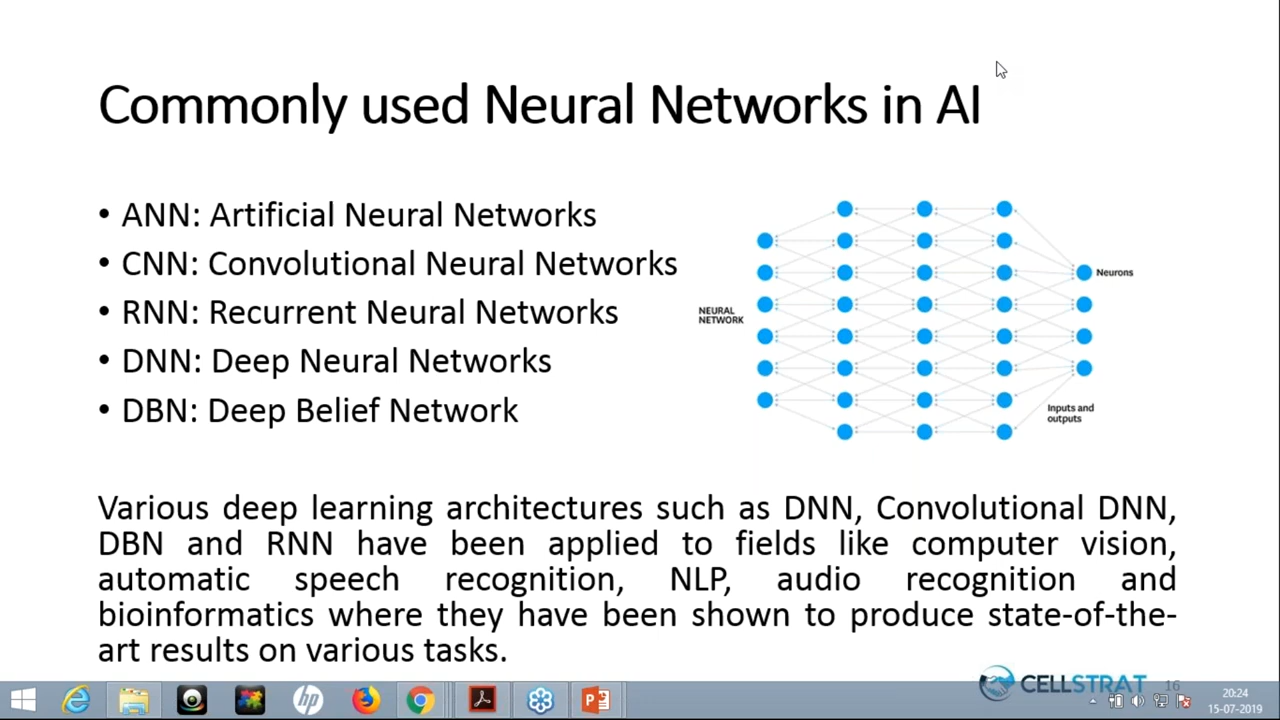 Commonly used Neural Networks in AI
• ANN: Artificial Neural Networks
• CNN: Convolutional Neural Networks
• RNN: Recurrent Neural Networks
• DNN: Deep Neural Networks
• DBN: Deep Belief Network
NEURAL
NETWORK
Neurons
Inputs and
outputs
Various deep learning architectures such as DNN, Convolutional DNN,
DBN and RNN have been applied to fields like computer vision,
automatic speech recognition, NLP, audio recognition and
bioinformatics where they have been shown to produce state-of-the-
art results on various tasks.
CELLSTRAT
16
hp
20:24
15-07-2019